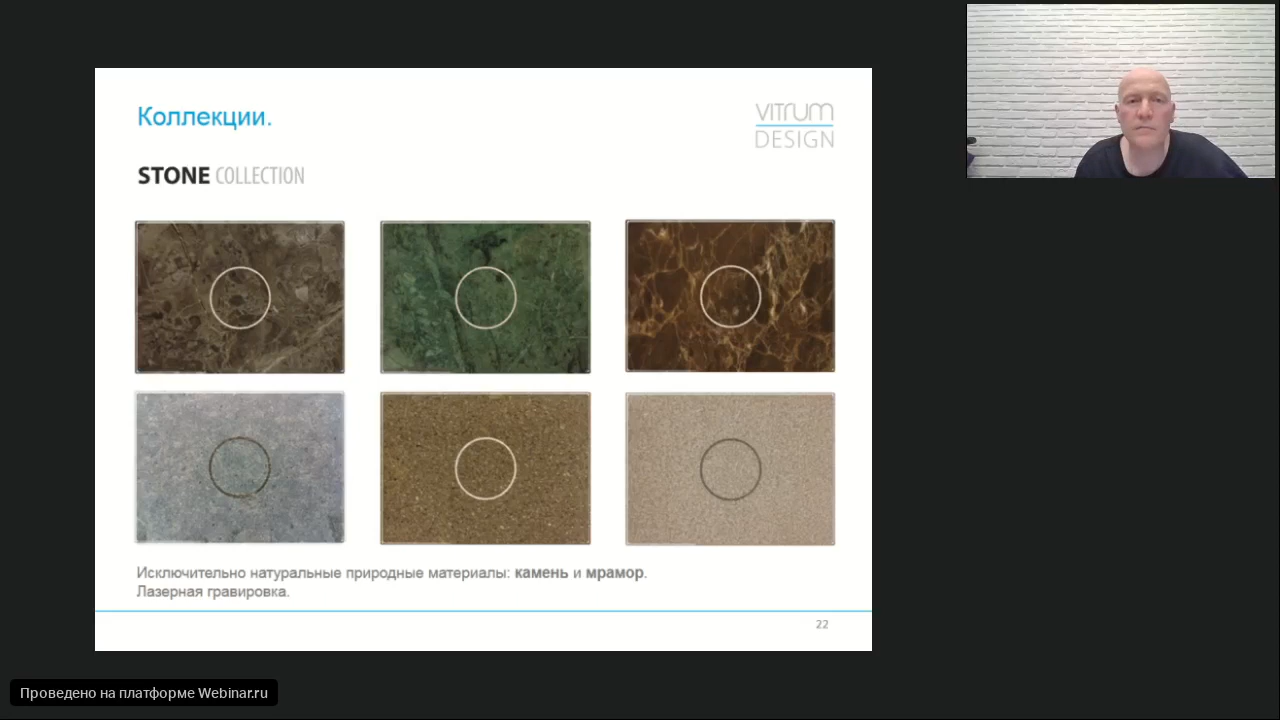 Коллекции.
VITRUM
DESIGN
STONE COLLECTION
Исключительно натуральные природные материалы: камень и мрамор.
Лазерная гравировка.
22
Проведено на платформе Webinar.ru